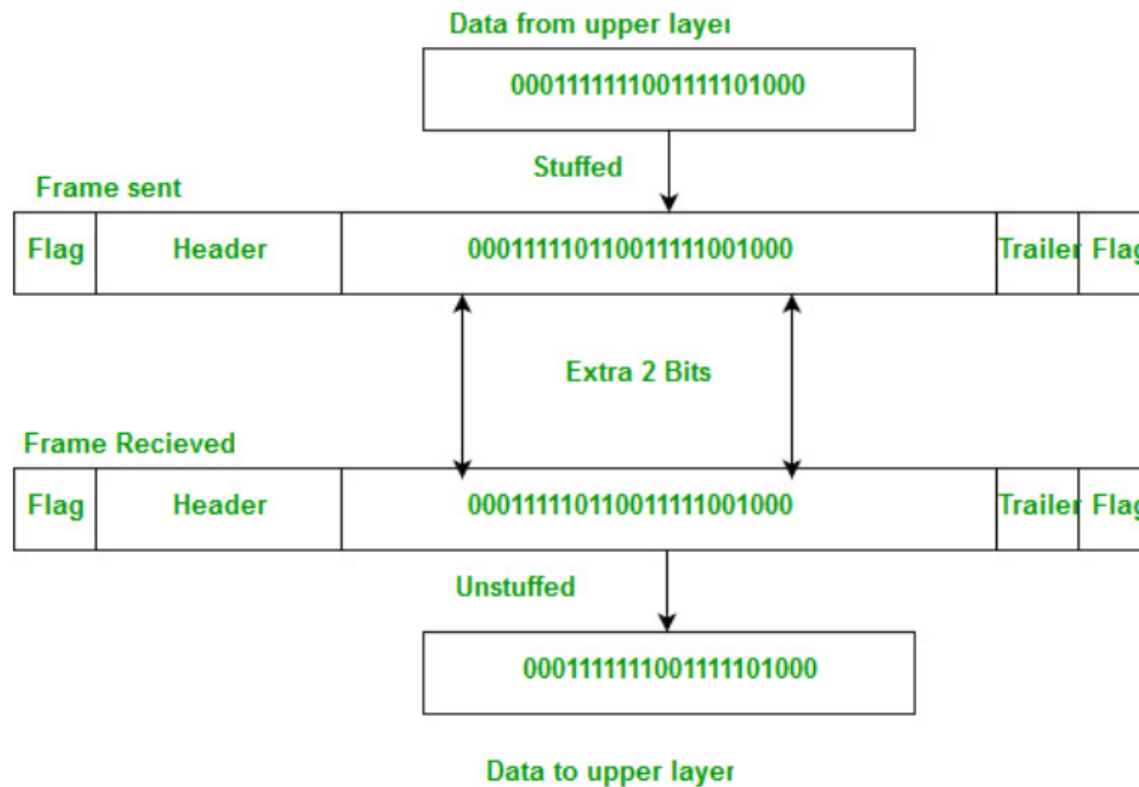 Data from upper layer
0001111111001111101000
Stuffed
Frame sent
Flag Header 000111110110011111001000 Trailer Flag
Extra 2 Bits
Frame Recieved
Flag Header 000111110110011111001000 Trailer Flag
Unstuffed
0001111111001111101000
Data to upper layer